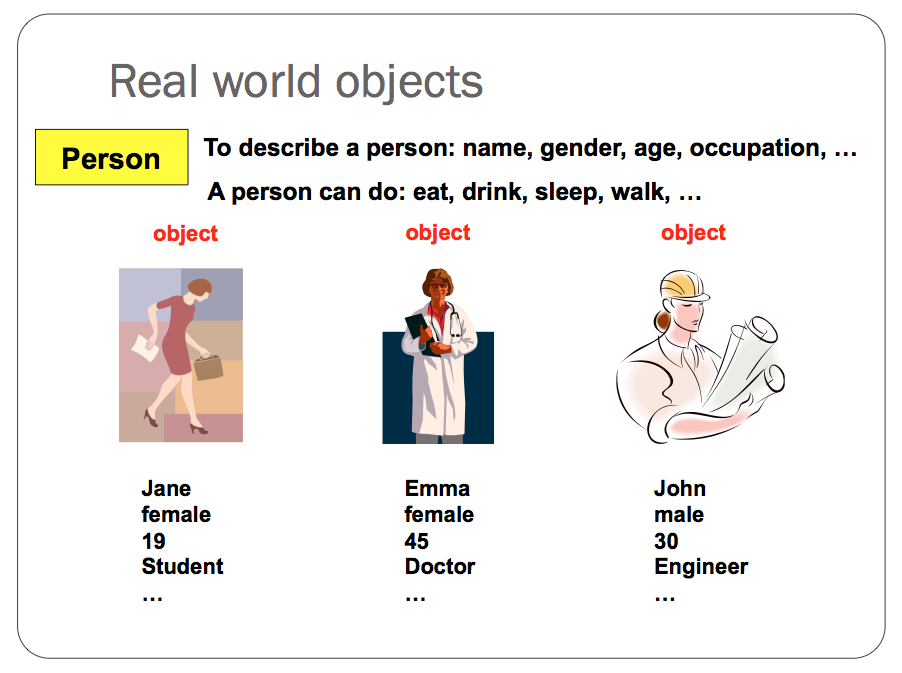 Real world objects
Person
To describe a person: name, gender, age, occupation, …
A person can do: eat, drink, sleep, walk, …
object
object
object
Jane
female
19
Student
…
Emma
female
45
Doctor
…
John
male
30
Engineer
…